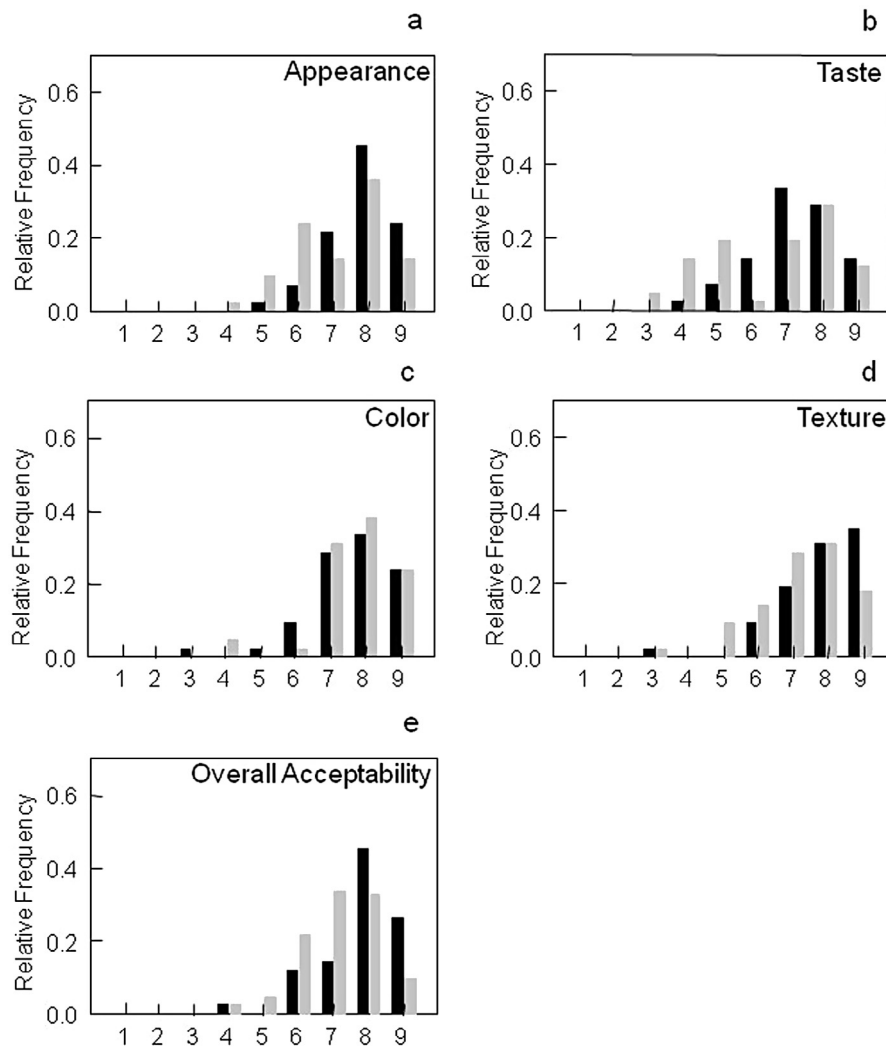 a
Appearance
Relative Frequency
0.6
0.4
0.2
0.0
1 2 3 4 5 6 7 8 9
b
Taste
Relative Frequency
0.6
0.4
0.2
0.0
1 2 3 4 5 6 7 8 9
c
Color
Relative Frequency
0.6
0.4
0.2
0.0
1 2 3 4 5 6 7 8 9
d
Texture
Relative Frequency
0.6
0.4
0.2
0.0
1 2 3 4 5 6 7 8 9
e
Overall Acceptability
Relative Frequency
0.6
0.4
0.2
0.0
1 2 3 4 5 6 7 8 9